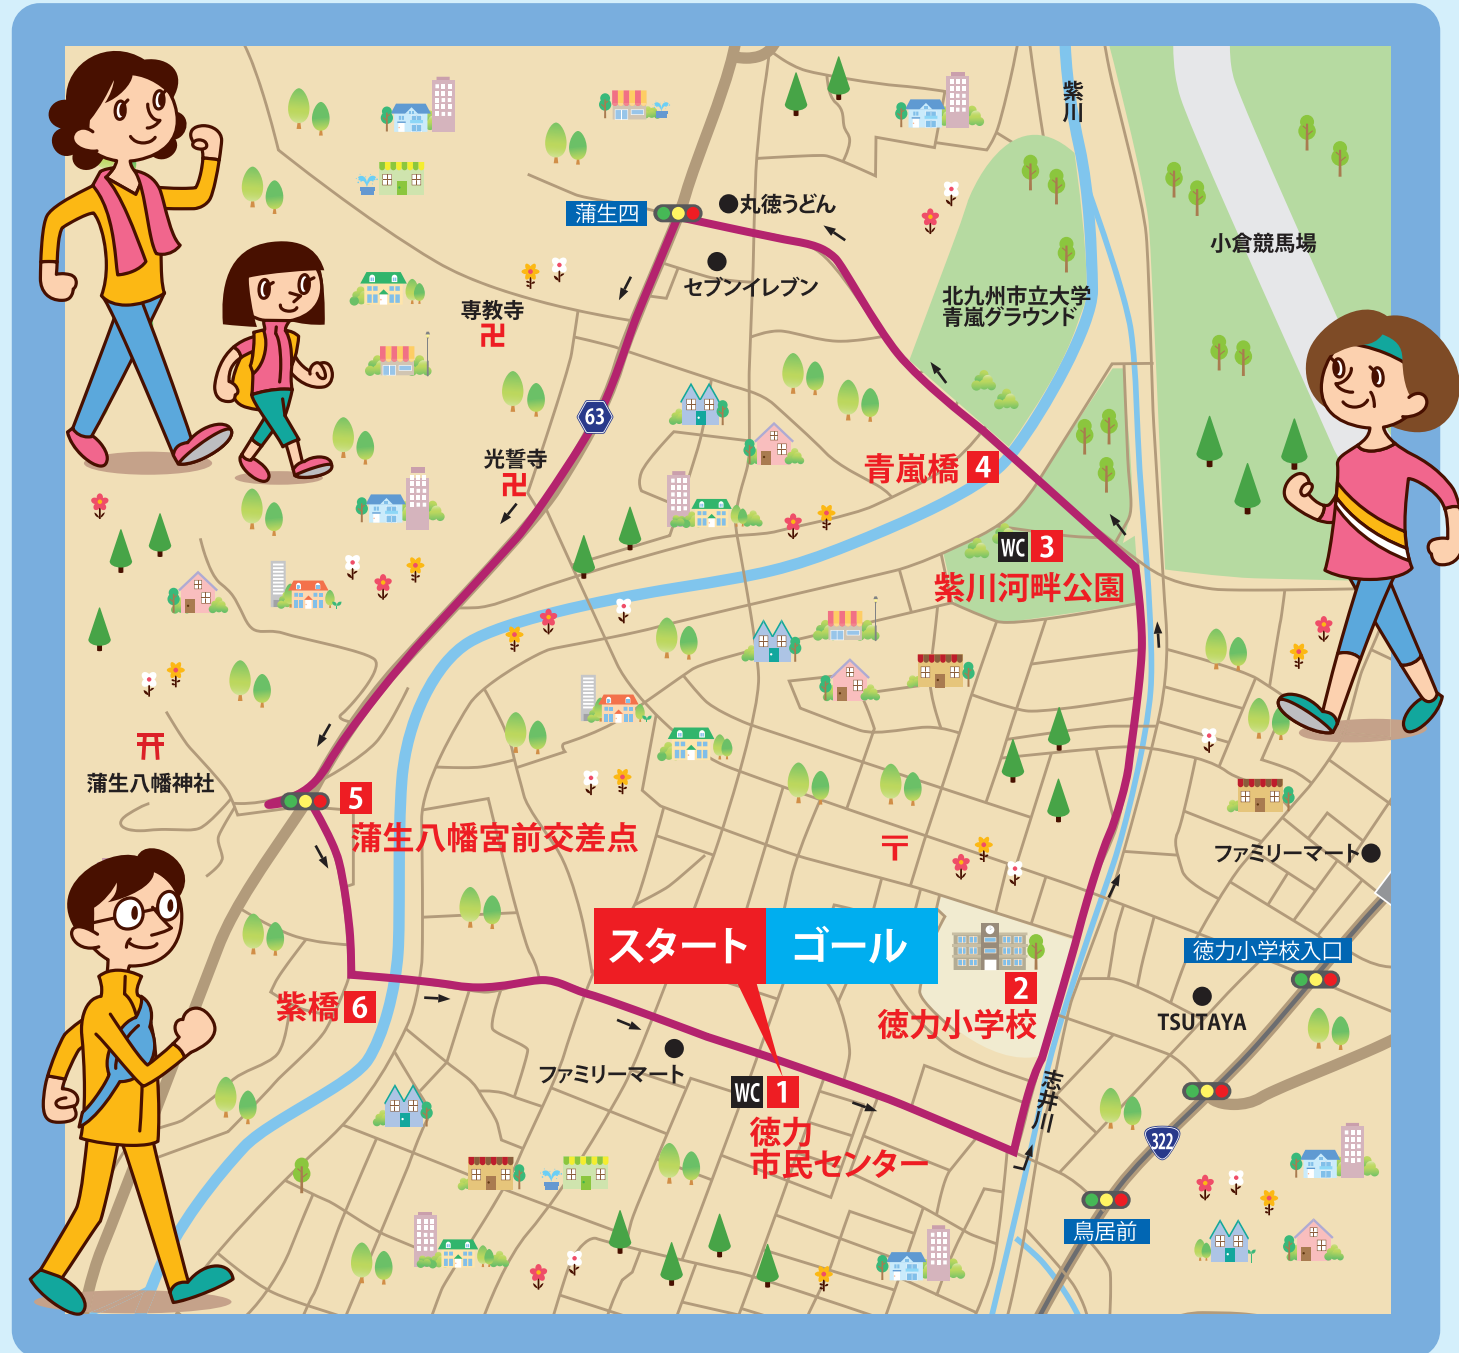 紫川
蒲生四
丸徳うどん
小倉競馬場
セブンイレブン
専教寺
北九州市立大学
青嵐グラウンド
63
光誓寺
青嵐橋 4
WC 3
紫川河畔公園
蒲生八幡神社
5
蒲生八幡宮前交差点
〒
ファミリーマート
スタート ゴール
徳力小学校入口
2
徳力小学校
紫橋 6
TSUTAYA
ファミリーマート
WC 1
徳力
市民センター
志井川
322
鳥居前